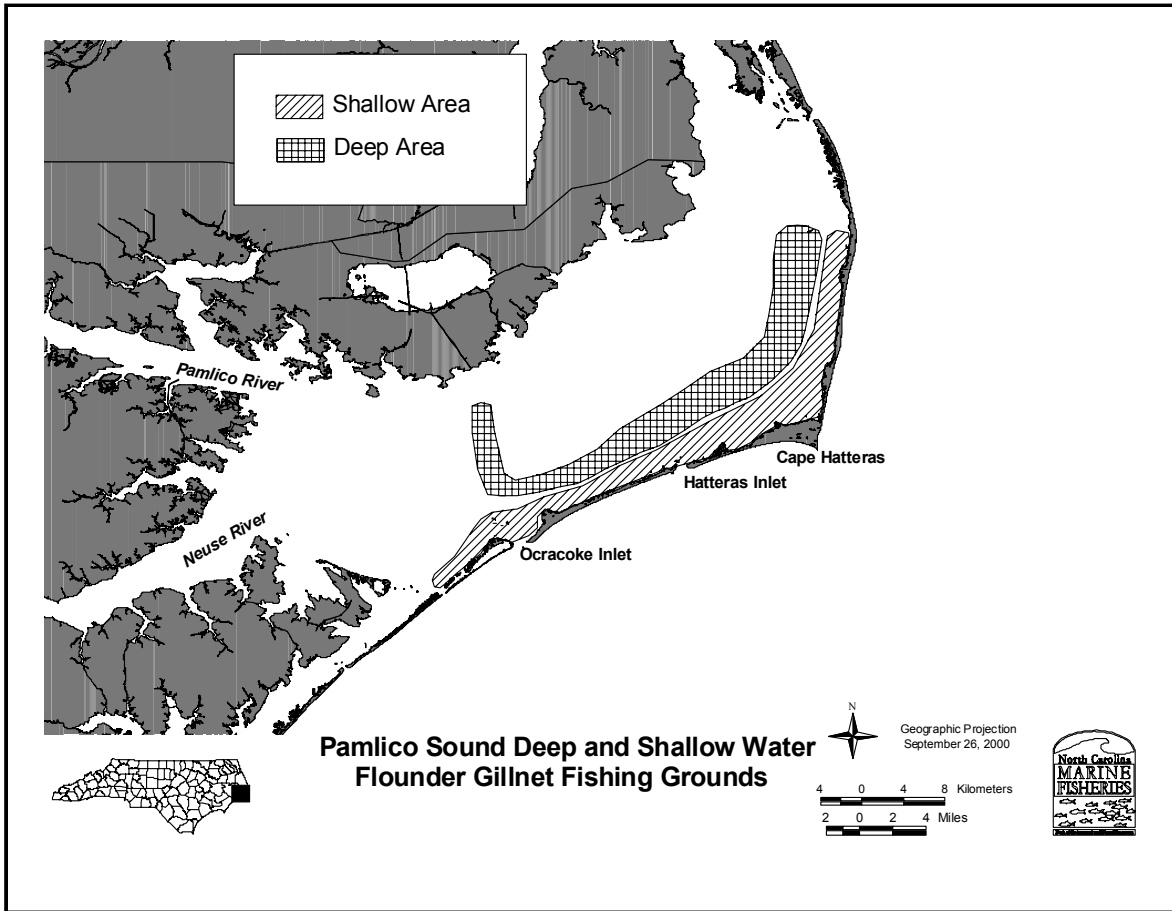 Shallow Area
Deep Area
Pamlico River
Neuse River
Cape Hatteras
Hatteras Inlet
Ocracoke Inlet
Pamlico Sound Deep and Shallow Water
Flounder Gillnet Fishing Grounds
N
Geographic Projection
September 26, 2000
4 0 4 8 Kilometers
2 0 2 4 Miles
North Carolina
MARINE
FISHERIES